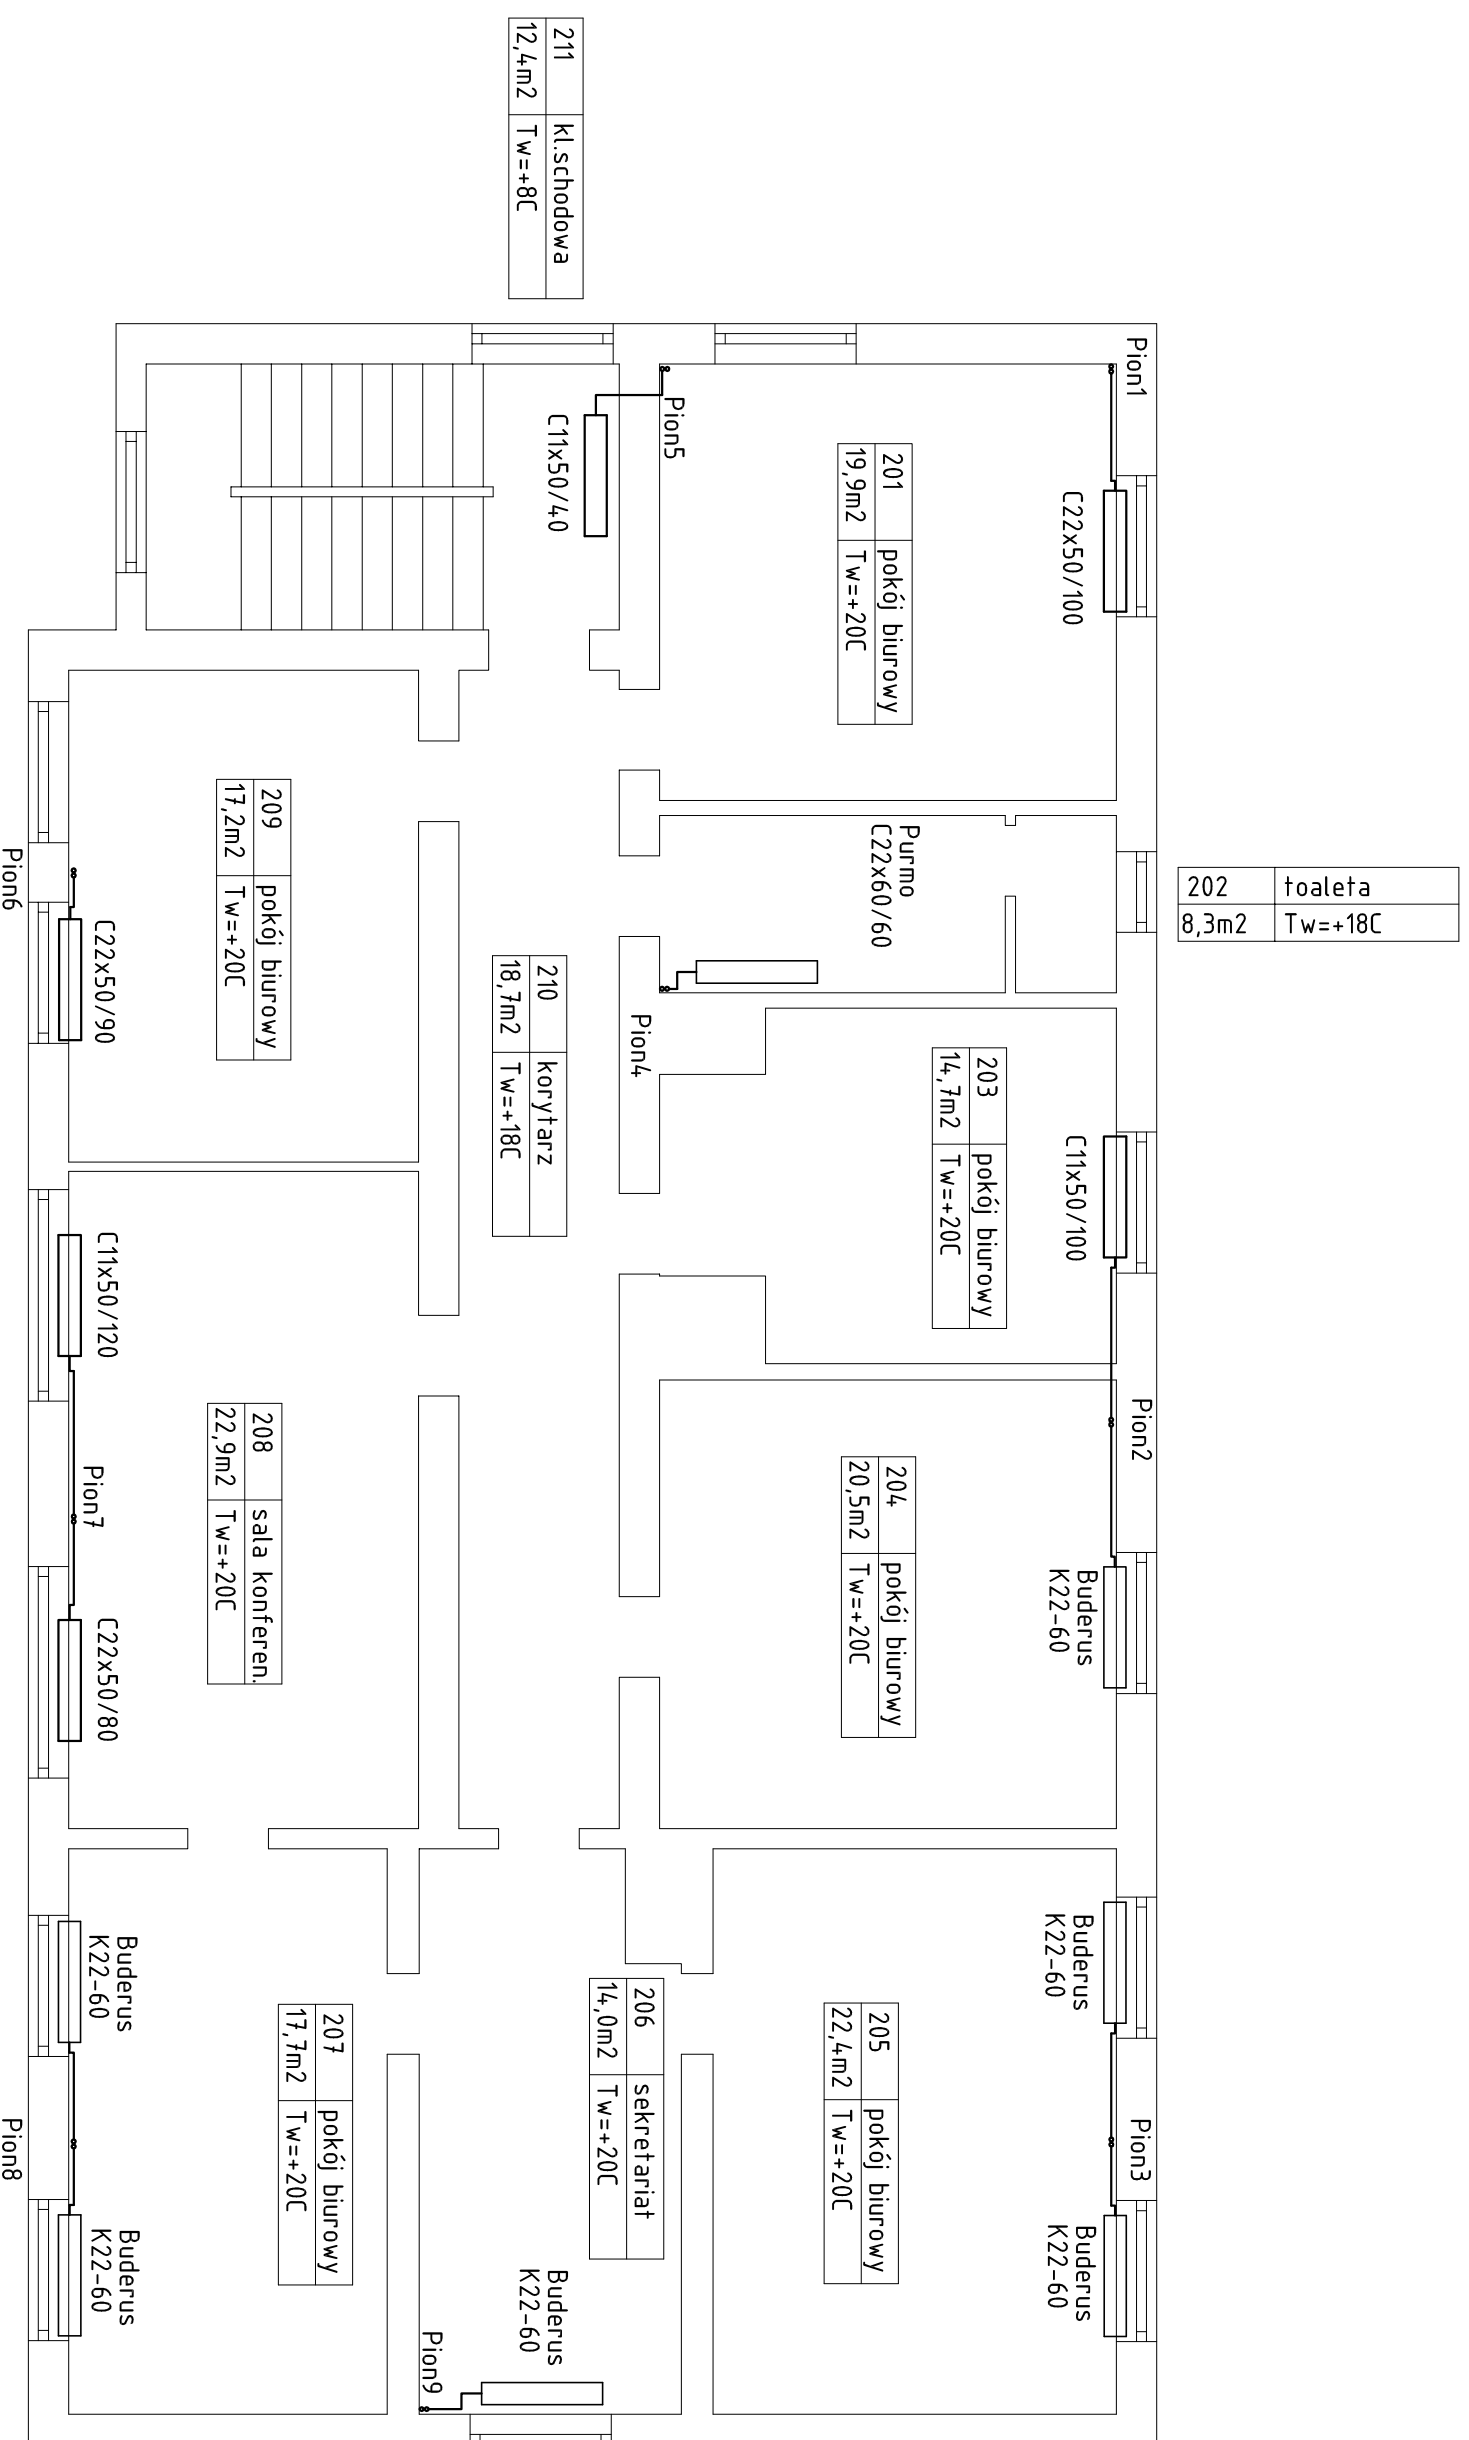 211 kl.schodowa
12,4m2 Tw=+8C
Pion1
C22x50/100
201 pokój biurowy
19,9m2 Tw=+20C
Pion5
C11x50/40
202 toaleta
8,3m2 Tw=+18C
Purmo
C22x60/60
Pion4
203 pokój biurowy
14,7m2 Tw=+20C
C11x50/100
210 korytarz
18,7m2 Tw=+18C
209 pokój biurowy
17,2m2 Tw=+20C
Pion6
C22x50/90
Pion2
204 pokój biurowy
20,5m2 Tw=+20C
Buderus
K22-60
C11x50/120
Pion7
208 sala konferen.
22,9m2 Tw=+20C
C22x50/80
Buderus
K22-60
Pion3
205 pokój biurowy
22,4m2 Tw=+20C
Buderus
K22-60
206 sekretariat
14,0m2 Tw=+20C
Buderus
K22-60
Pion9
207 pokój biurowy
17,7m2 Tw=+20C
Buderus
K22-60
Pion8
Buderus
K22-60